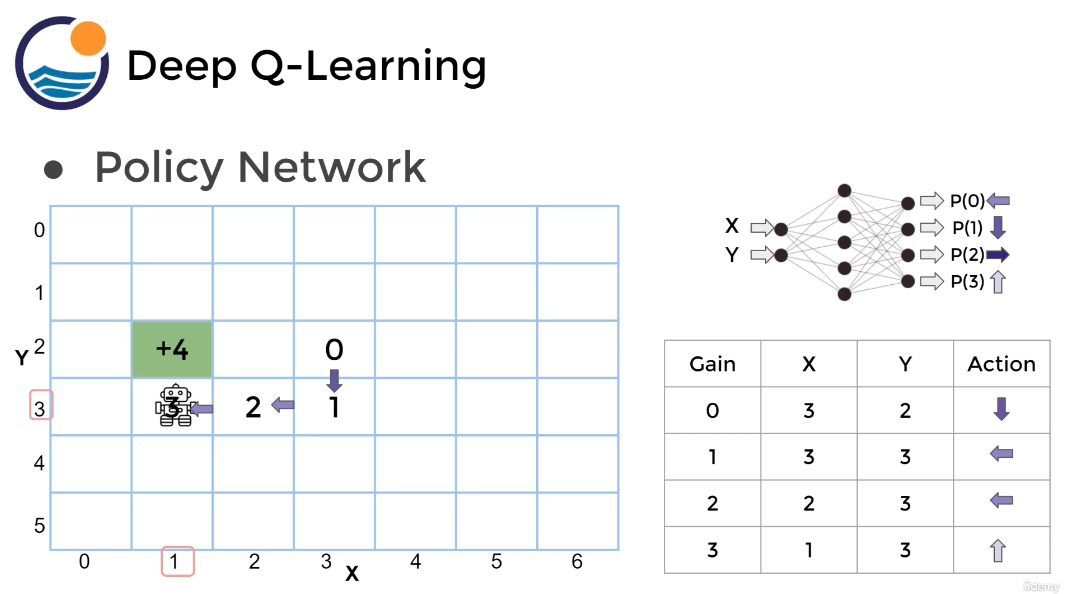 Deep Q-Learning
● Policy Network
0
1
Y 2 +4 0
3 3 2 1
4
5
0 1 2 3 X 4 5 6
X P(0)
P(1)
Y P(2)
P(3)
Gain X Y Action
0 3 2
1 3 3
2 2 3
3 1 3
ûdemy